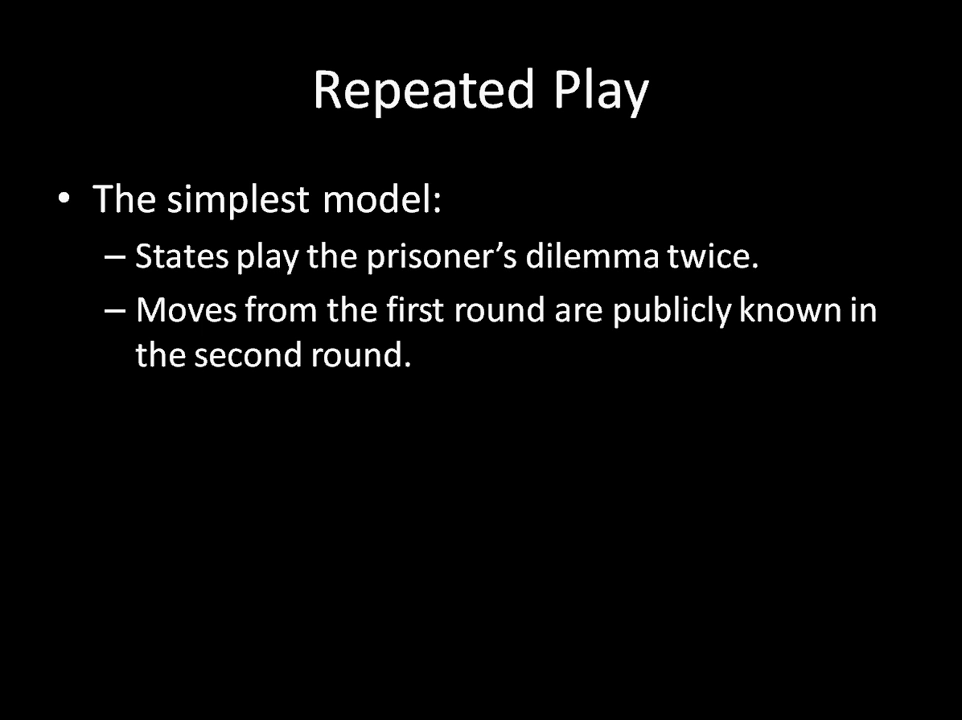 Repeated Play
• The simplest model:
– States play the prisoner’s dilemma twice.
– Moves from the first round are publicly known in
the second round.